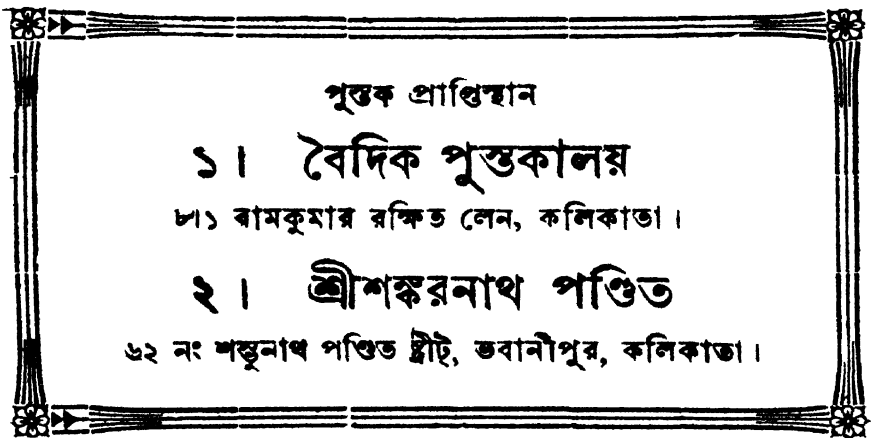 পুস্তক প্রাপ্তিস্থান
১। বৈদিক পুস্তকালয়
৮।১ রামকুমার রক্ষিত লেন, কলিকাতা।
২। শ্রীশঙ্করনাথ পণ্ডিত
৬২ নং শম্ভুনাথ পণ্ডিত ষ্ট্রীট্, ভবানীপুর, কলিকাতা।